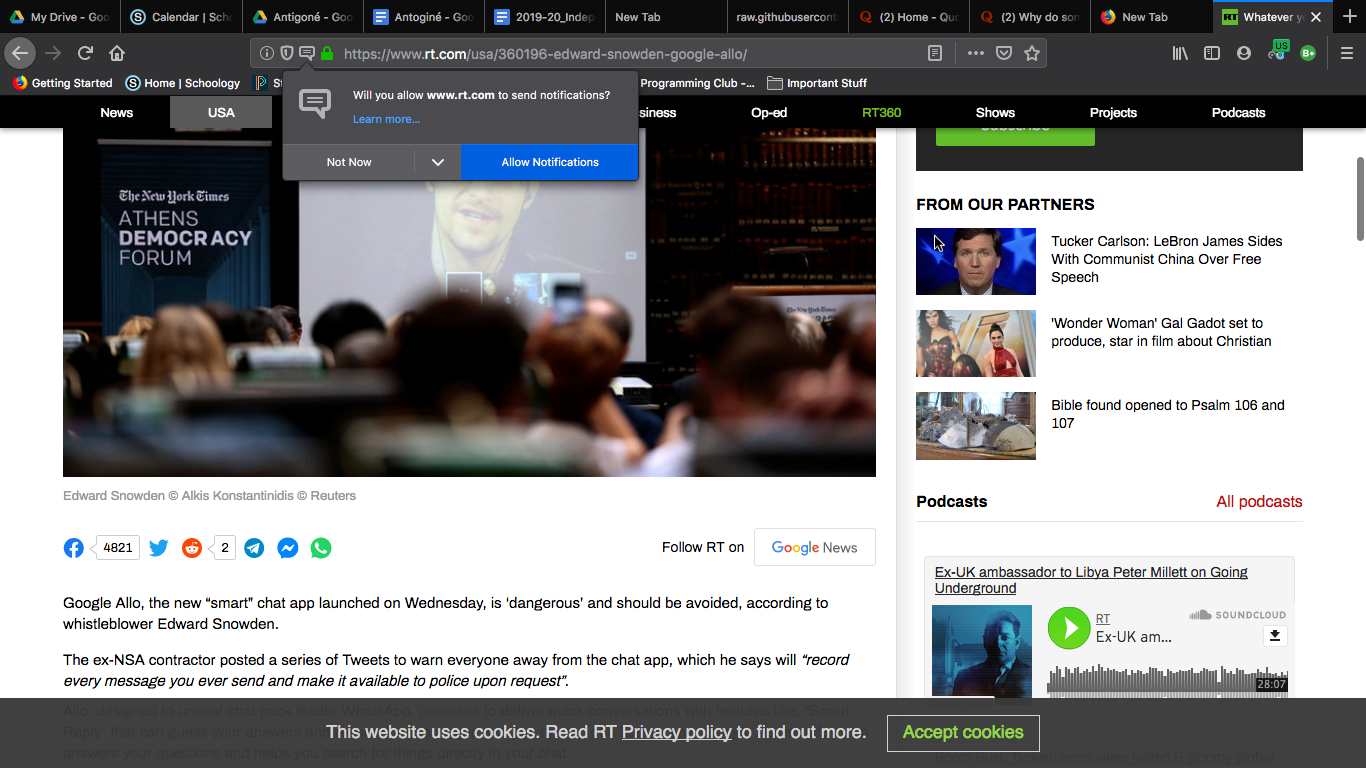 My Drive - Goo
Calendar | Scho
Antigoné - Goo
Antoginé - Goo
2019-20_Indep
New Tab
raw.githubuserconte
(2) Home - Quo
(2) Why do som
New Tab
RT Whatever yo
https://www.rt.com/usa/360196-edward-snowden-google-allo/
US
B+
Getting Started
Home | Schoology
St
Programming Club -...
Important Stuff
Will you allow www.rt.com to send notifications?
Learn more...
Not Now
Allow Notifications
News
USA
siness
Op-ed
RT360
Shows
Projects
Podcasts
Subscribe
The New York Times
ATHENS
DEMOCRACY
FORUM
Edward Snowden © Alkis Konstantinidis © Reuters
4821
2
Follow RT on
Google News
Google Allo, the new “smart” chat app launched on Wednesday, is ‘dangerous’ and should be avoided, according to
whistleblower Edward Snowden.
The ex-NSA contractor posted a series of Tweets to warn everyone away from the chat app, which he says will “record
every message you ever send and make it available to police upon request”.
Allo, designed to unseat chat pack leader WhatsApp, promises to deliver quick conversations with features like: “Smart
Reply” that can guess your answers an
answers your questions and helps you search for things directly in your chat.
FROM OUR PARTNERS
Tucker Carlson: LeBron James Sides
With Communist China Over Free
Speech
'Wonder Woman' Gal Gadot set to
produce, star in film about Christian
Bible found opened to Psalm 106 and
107
Podcasts
All podcasts
Ex-UK ambassador to Libya Peter Millett on Going
Underground
RT
Ex-UK am...
SOUNDCLOUD
28:07
This website uses cookies. Read RT Privacy policy to find out more.
Accept cookies